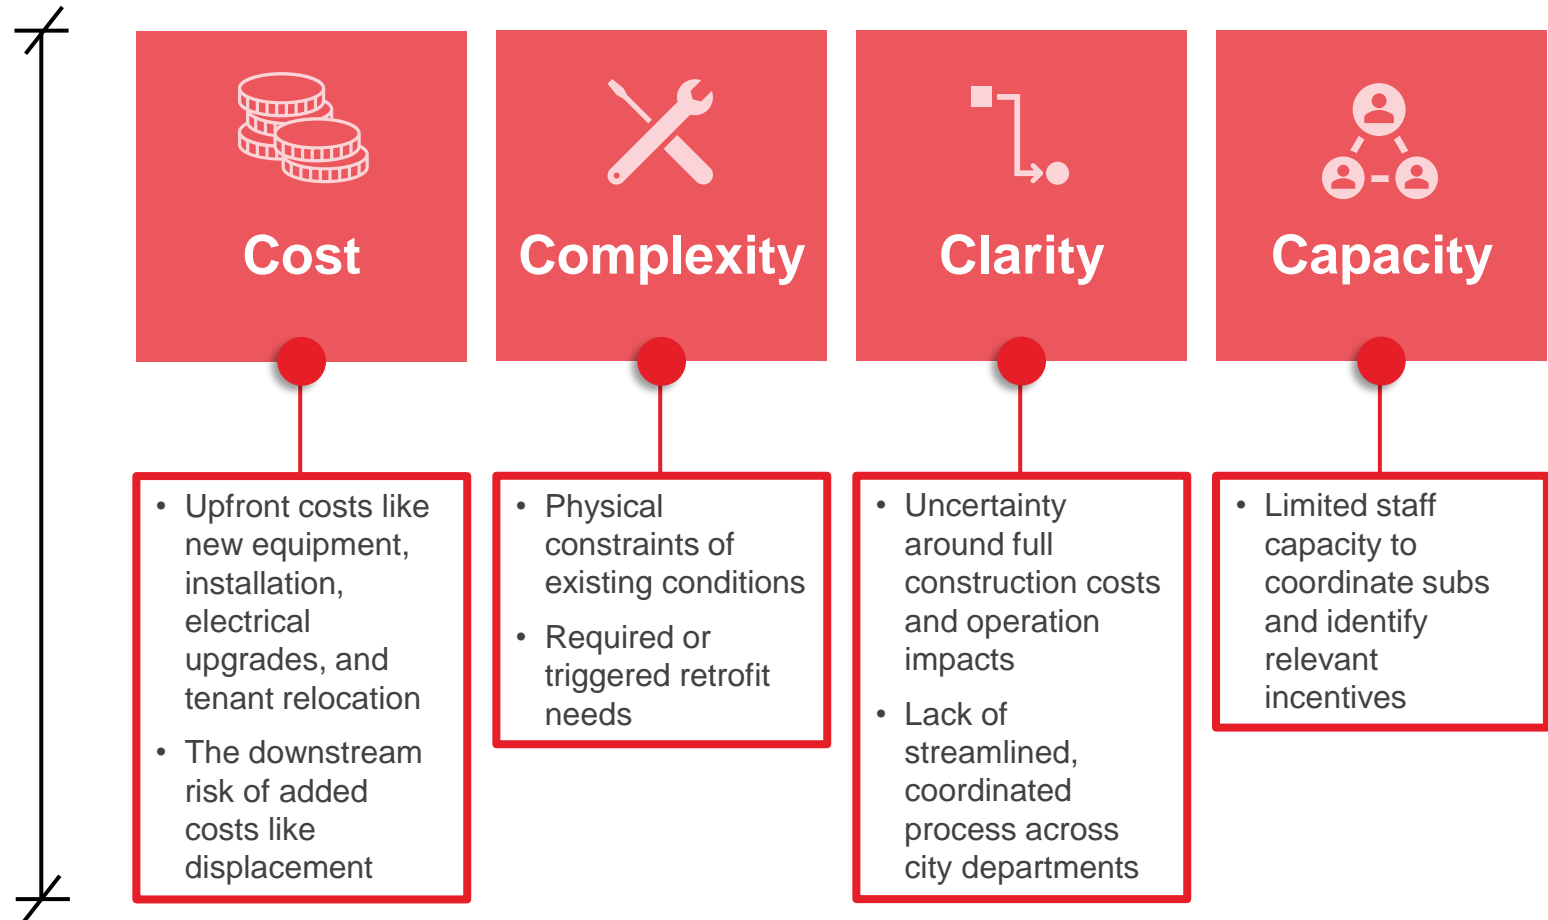 Cost
Complexity
Clarity
Capacity
• Upfront costs like
new equipment,
installation,
electrical
upgrades, and
tenant relocation
• The downstream
risk of added
costs like
displacement
• Physical
constraints of
existing conditions
• Required or
triggered retrofit
needs
• Uncertainty
around full
construction costs
and operation
impacts
• Lack of
streamlined,
coordinated
process across
city departments
• Limited staff
capacity to
coordinate subs
and identify
relevant
incentives